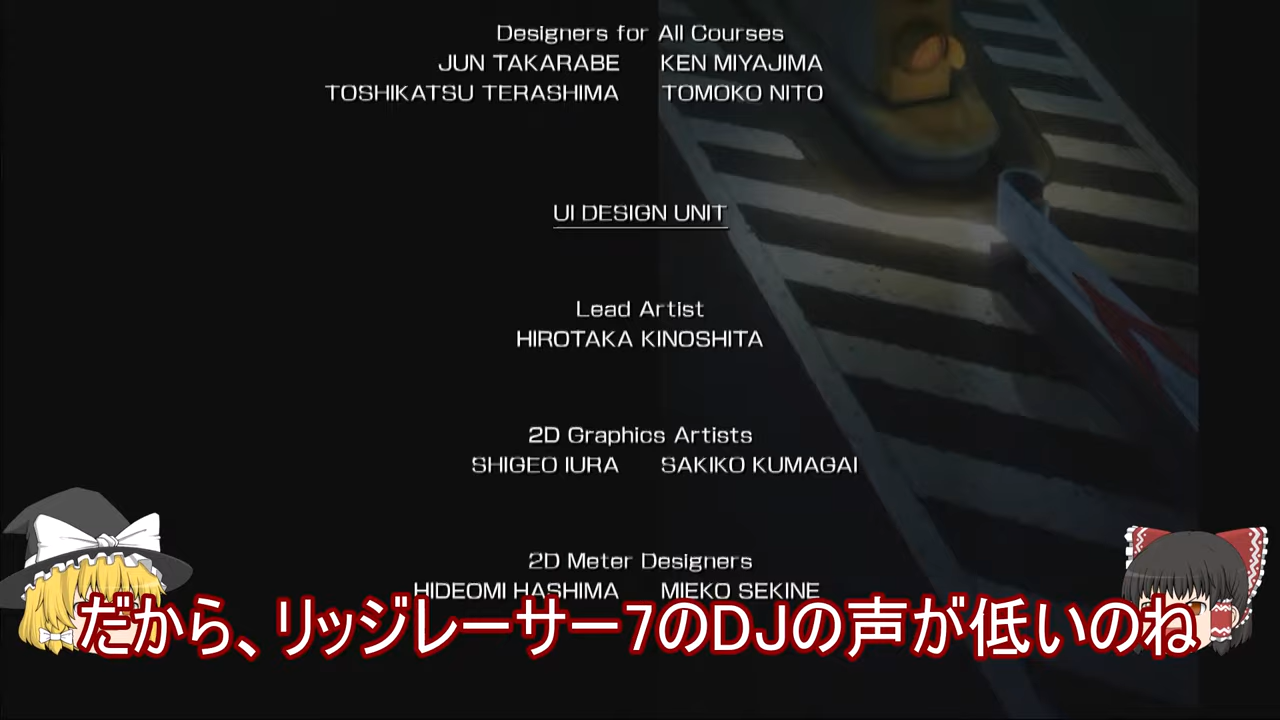 Designers for All Courses
JUN TAKARABE KEN MIYAJIMA
TOSHIKATSU TERASHIMA TOMOKO NITO
UI DESIGN UNIT
Lead Artist
HIROTAKA KINOSHITA
2D Graphics Artists
SHIGEO IURA SAKIKO KUMAGAI
2D Meter Designers
HIDEOMI HASHIMA MIEKO SEKINE
だから、リッジレーサー7のDJの声が低いのね